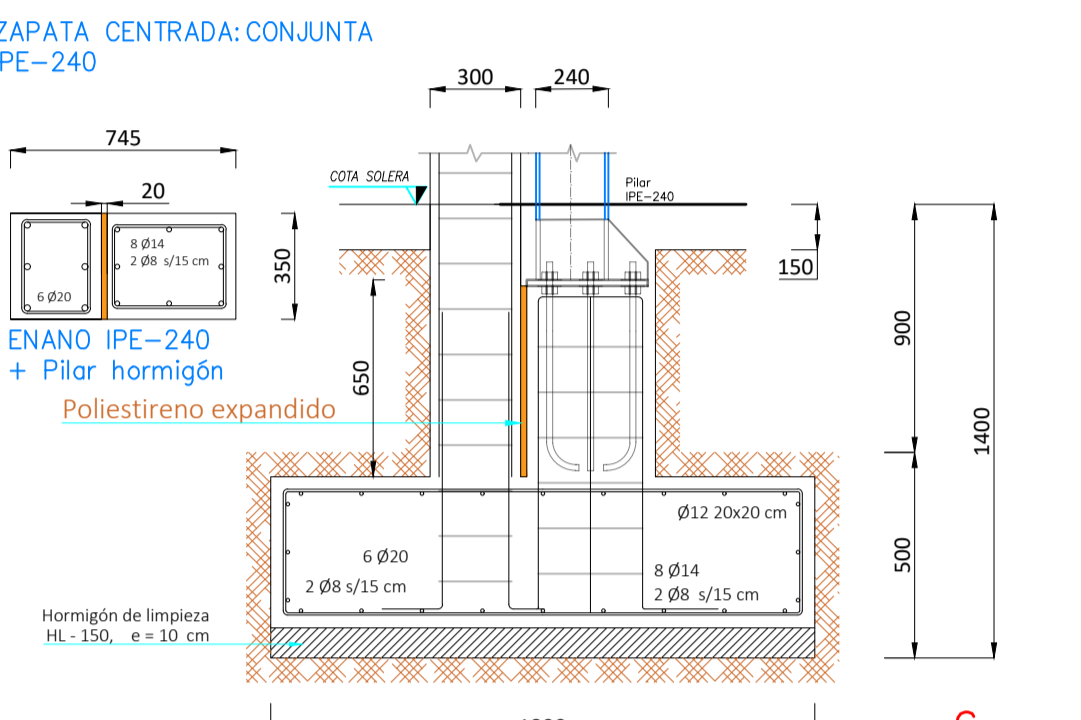 ZAPATA CENTRADA: CONJUNTA
IPE-240
300
240
745
20
COTA SOLERA
Pilar
IPE-240
8 Ø14
2 Ø8 s/15 cm
6 Ø20
350
150
ENANO IPE-240
+ Pilar hormigón
900
650
1400
Poliestireno expandido
Ø12 20x20 cm
6 Ø20
2 Ø8 s/15 cm
8 Ø14
2 Ø8 s/15 cm
500
Hormigón de limpieza
HL - 150, e = 10 cm